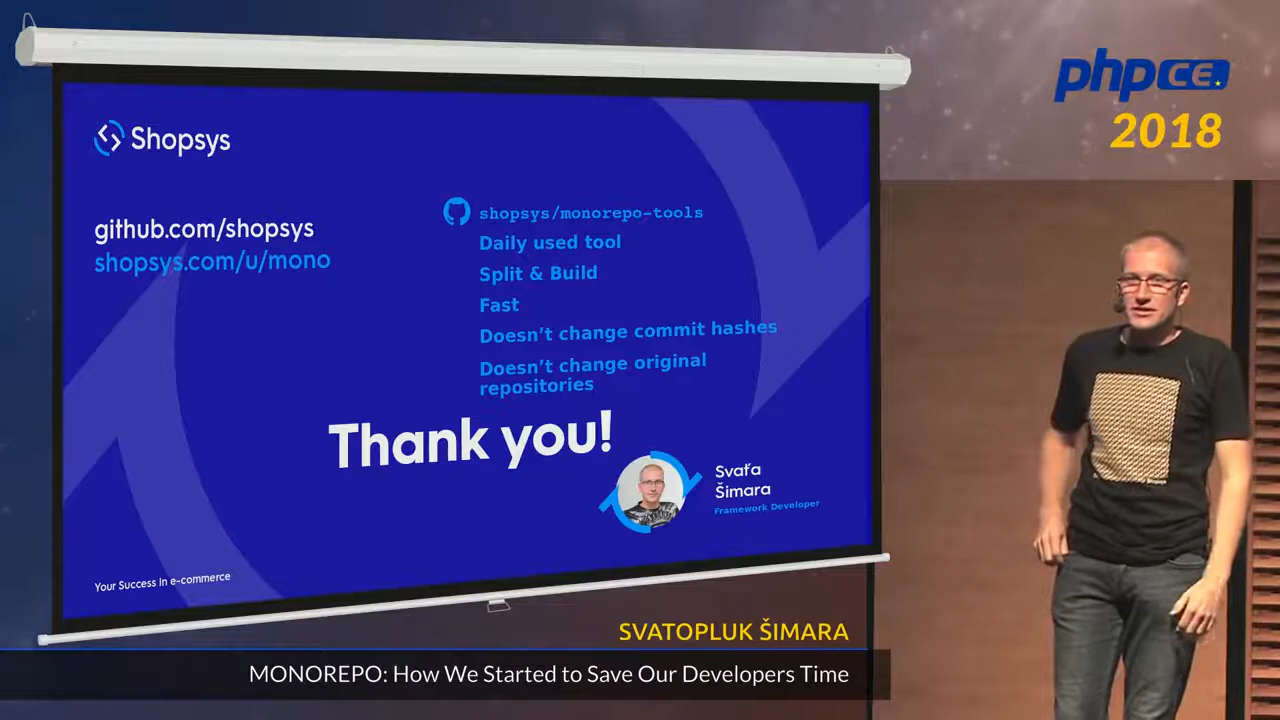 Shopsys
github.com/shopsys
shopsys.com/u/mono
shopsys/monorepo-tools
Daily used tool
Split & Build
Fast
Doesn’t change commit hashes
Doesn’t change original
repositories
Thank you!
Svaťa
Šimara
Framework Developer
Your Success in e-commerce
phpce
2018
SVATOPLUK ŠIMARA
MONOREPO: How We Started to Save Our Developers Time